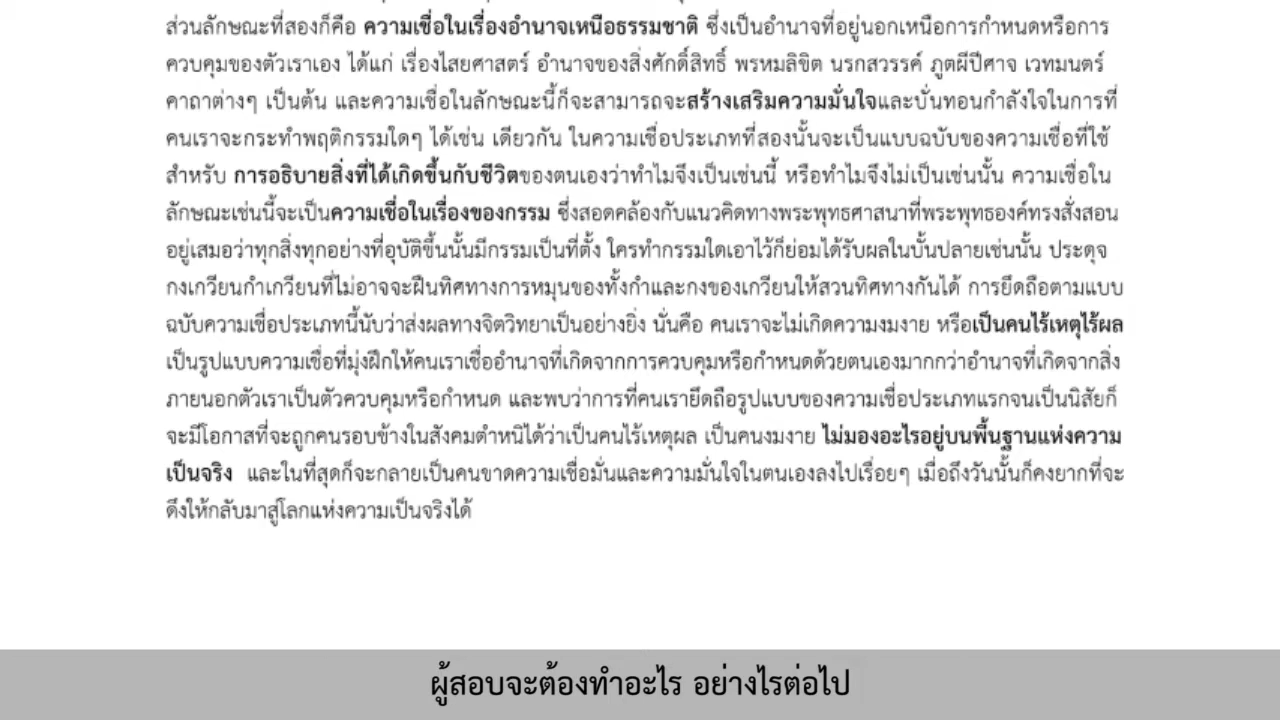 ส่วนลักษณะที่สองก็คือ ความเชื่อในเรื่องอำนาจเหนือธรรมชาติ ซึ่งเป็นอำนาจที่อยู่นอกเหนือการกำหนดหรือการ
ควบคุมของตัวเราเอง ได้แก่ เรื่องไสยศาสตร์ อำนาจของสิ่งศักดิ์สิทธิ์ พรหมลิขิต นรกสวรรค์ ภูตผีปีศาจ เวทมนตร์
คาถาต่างๆ เป็นต้น และความเชื่อในลักษณะนี้ก็จะสามารถจะสร้างเสริมความมั่นใจและบั่นทอนกำลังใจในการที่
คนเราจะกระทำพฤติกรรมใดๆ ได้เช่น เดียวกัน ในความเชื่อประเภทที่สองนั้นจะเป็นแบบฉบับของความเชื่อที่ใช้
สำหรับ การอธิบายสิ่งที่ได้เกิดขึ้นกับชีวิตของตนเองว่าทำไมจึงเป็นเช่นนี้ หรือทำไมจึงไม่เป็นเช่นนั้น ความเชื่อใน
ลักษณะเช่นนี้จะเป็นความเชื่อในเรื่องของกรรม ซึ่งสอดคล้องกับแนวคิดทางพระพุทธศาสนาที่พระพุทธองค์ทรงสั่งสอน
อยู่เสมอว่าทุกสิ่งทุกอย่างที่อุบัติขึ้นนั้นมีกรรมเป็นที่ตั้ง ใครทำกรรมใดเอาไว้ก็ย่อมได้รับผลในบั้นปลายเช่นนั้น ประดุจ
กงเกวียนกำเกวียนที่ไม่อาจจะฝืนทิศทางการหมุนของทั้งกำและกงของเกวียนให้สวนทิศทางกันได้ การยึดถือตามแบบ
ฉบับความเชื่อประเภทนี้นับว่าส่งผลทางจิตวิทยาเป็นอย่างยิ่ง นั่นคือ คนเราจะไม่เกิดความงมงาย หรือเป็นคนไร้เหตุไร้ผล
เป็นรูปแบบความเชื่อที่มุ่งฝึกให้คนเราเชื่ออำนาจที่เกิดจากการควบคุมหรือกำหนดด้วยตนเองมากกว่าอำนาจที่เกิดจากสิ่ง
ภายนอกตัวเราเป็นตัวควบคุมหรือกำหนด และพบว่าการที่คนเรายึดถือรูปแบบของความเชื่อประเภทแรกจนเป็นนิสัยก็
จะมีโอกาสที่จะถูกคนรอบข้างในสังคมตำหนิได้ว่าเป็นคนไร้เหตุผล เป็นคนงมงาย ไม่มองอะไรอยู่บนพื้นฐานแห่งความ
เป็นจริง และในที่สุดก็จะกลายเป็นคนขาดความเชื่อมั่นและความมั่นใจในตนเองลงไปเรื่อยๆ เมื่อถึงวันนั้นก็คงยากที่จะ
ดึงให้กลับมาสู่โลกแห่งความเป็นจริงได้
ผู้สอบจะต้องทำอะไร อย่างไรต่อไป